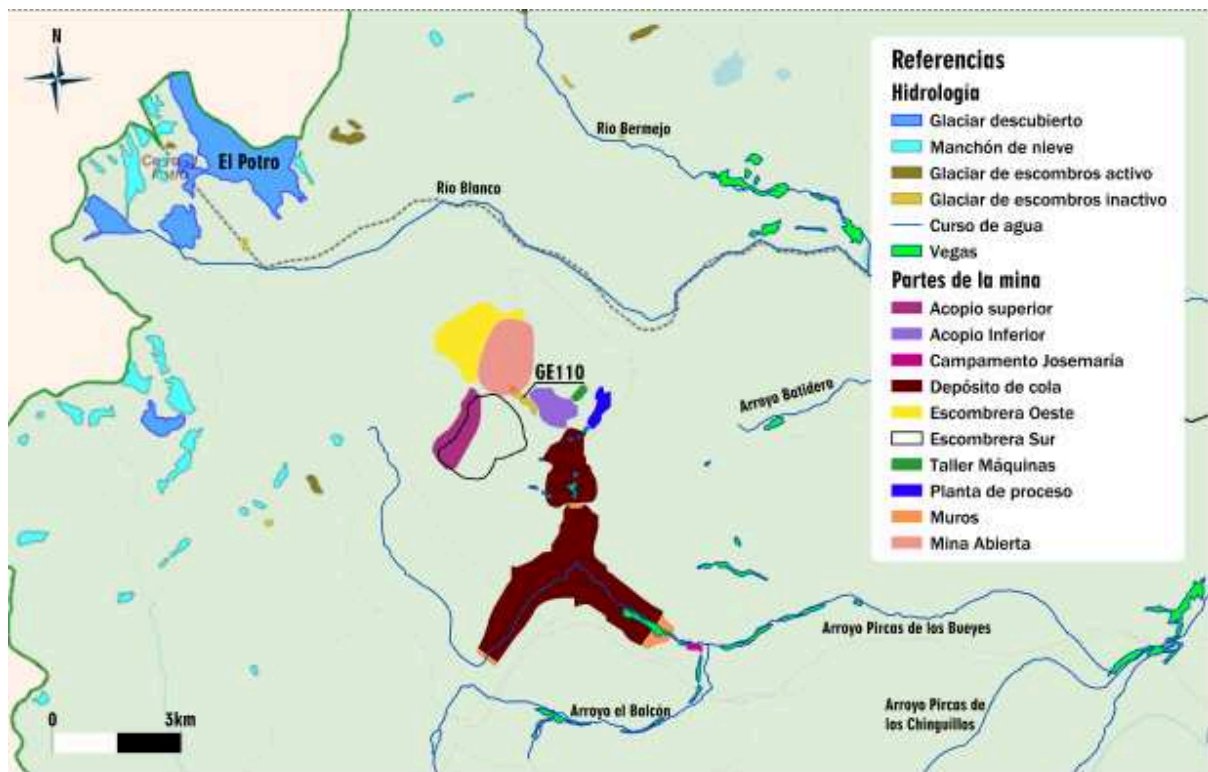 N
Referencias
Hidrología
Glaciar descubierto
Manchón de nieve
Glaciar de escombros activo
Glaciar de escombros inactivo
Curso de agua
Vegas
Partes de la mina
Acopio superior
Acopio Inferior
Campamento Josemaría
Depósito de cola
Escombrera Oeste
Escombrera Sur
Taller Máquinas
Planta de proceso
Muros
Mina Abierta
El Potro
Río Bermejo
Río Blanco
GE110
Arroyo Batidero
Arroyo Pircas de los Bueyes
Arroyo el Balcón
Arroyo Pircas de
los Chinguillos
0 3km